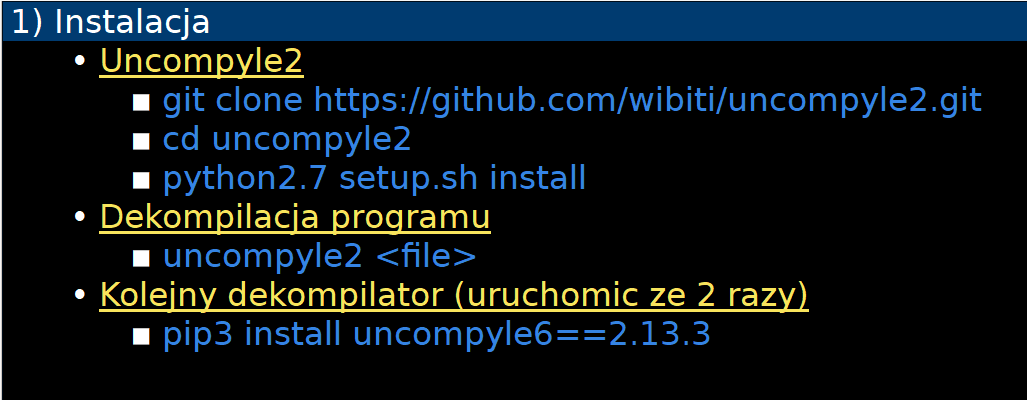 1) Instalacja
• Uncompyle2
■ git clone https://github.com/wibiti/uncompyle2.git
■ cd uncompyle2
■ python2.7 setup.sh install
• Dekompilacja programu
■ uncompyle2 <file>
• Kolejny dekompilator (uruchomic ze 2 razy)
■ pip3 install uncompyle6==2.13.3